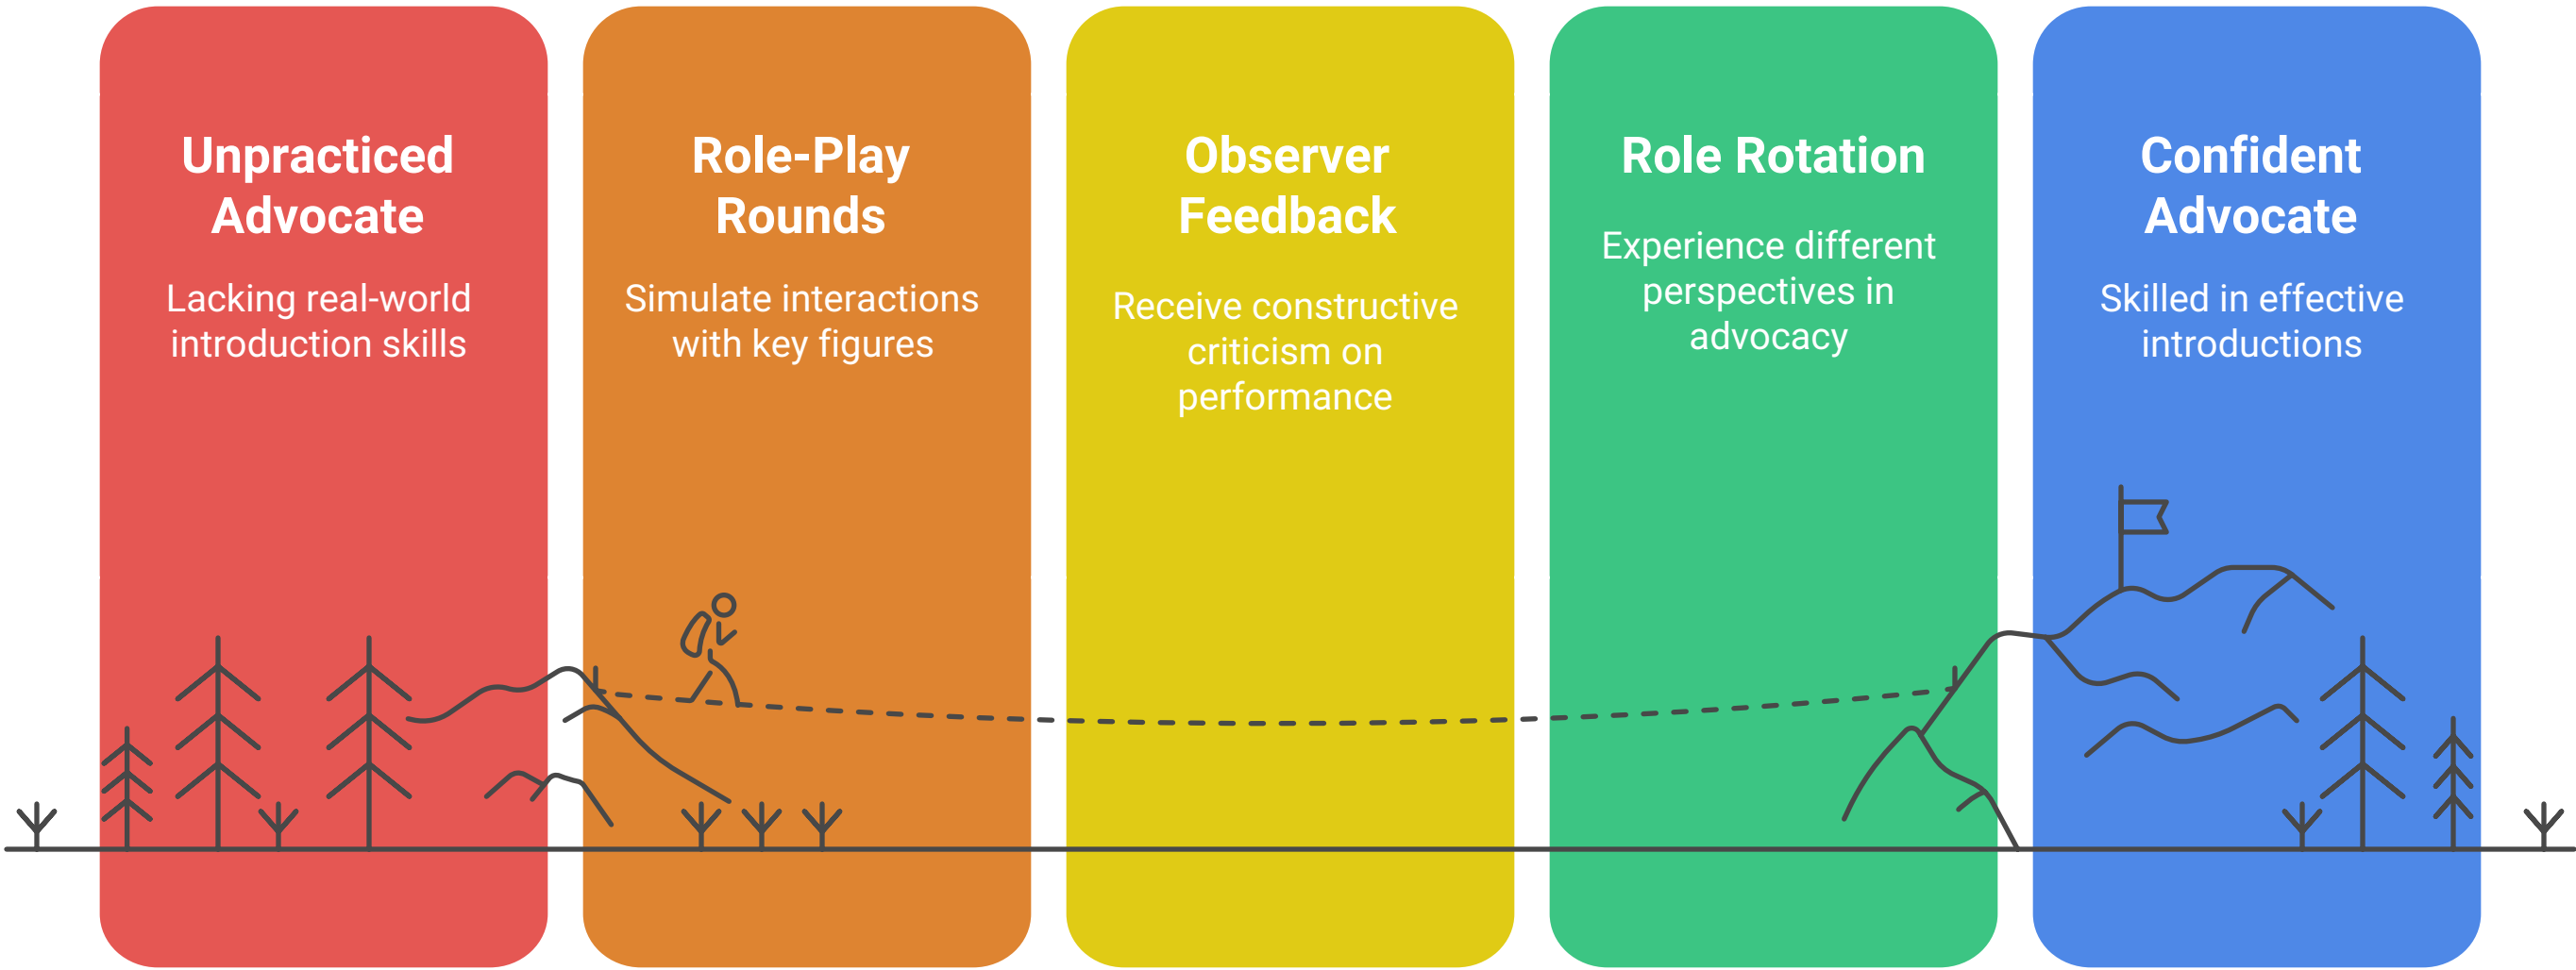 Unpracticed
Advocate
Lacking real-world
introduction skills
Role-Play
Rounds
Simulate interactions
with key figures
Observer
Feedback
Receive constructive
criticism on
performance
Role Rotation
Experience different
perspectives in
advocacy
Confident
Advocate
Skilled in effective
introductions